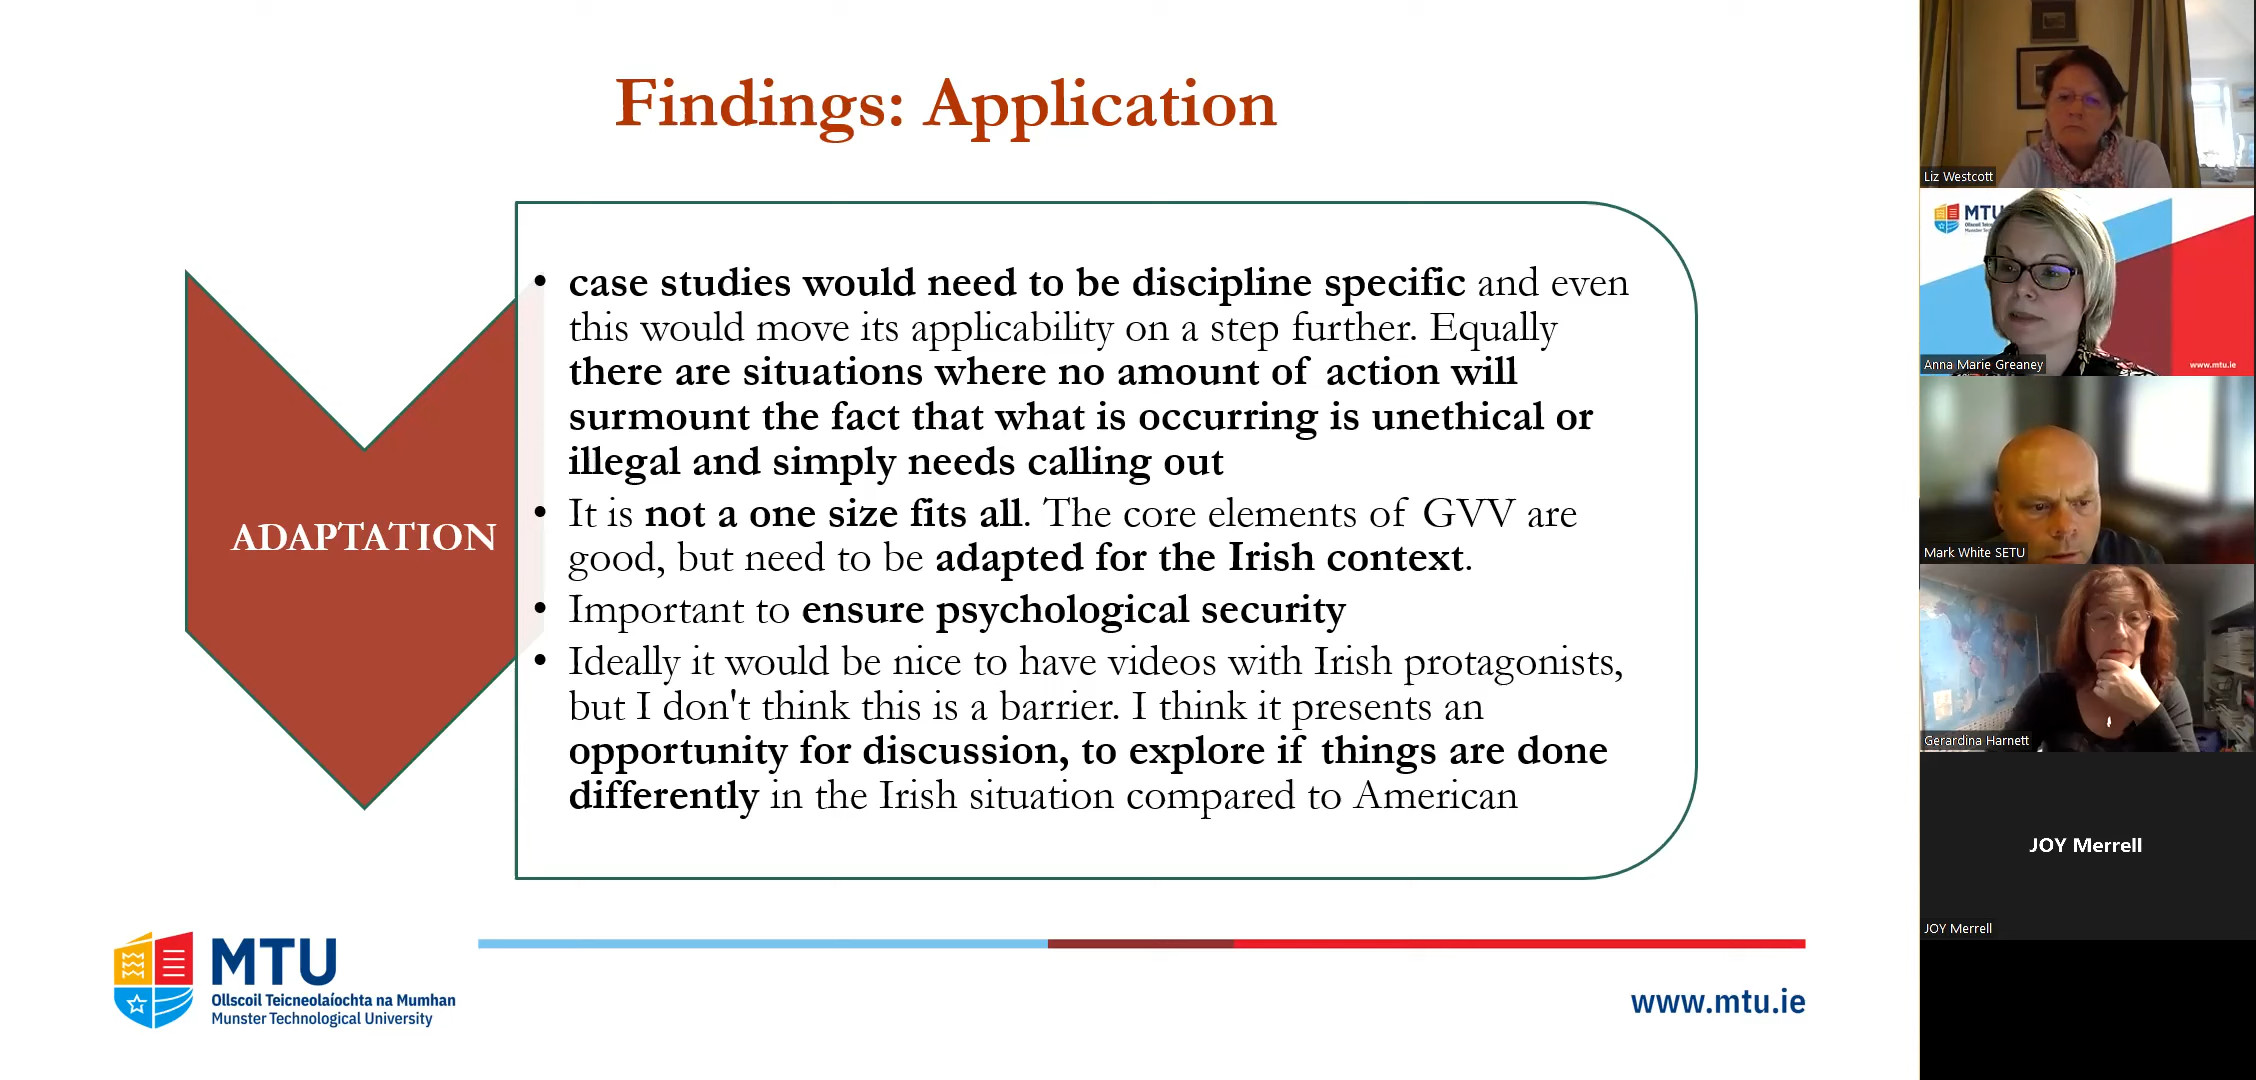 Findings: Application
ADAPTATION
• case studies would need to be discipline specific and even
this would move its applicability on a step further. Equally
there are situations where no amount of action will
surmount the fact that what is occurring is unethical or
illegal and simply needs calling out
• It is not a one size fits all. The core elements of GVV are
good, but need to be adapted for the Irish context.
• Important to ensure psychological security
• Ideally it would be nice to have videos with Irish protagonists,
but I don't think this is a barrier. I think it presents an
opportunity for discussion, to explore if things are done
differently in the Irish situation compared to American
MTU
Ollscoil Teicneolaíochta na Mumhan
Munster Technological University
www.mtu.ie
Liz Westcott
MTU
www.mtu.ie
Anna Marie Greaney
Mark White SETU
Gerardina Harnett
JOY Merrell
JOY Merrell